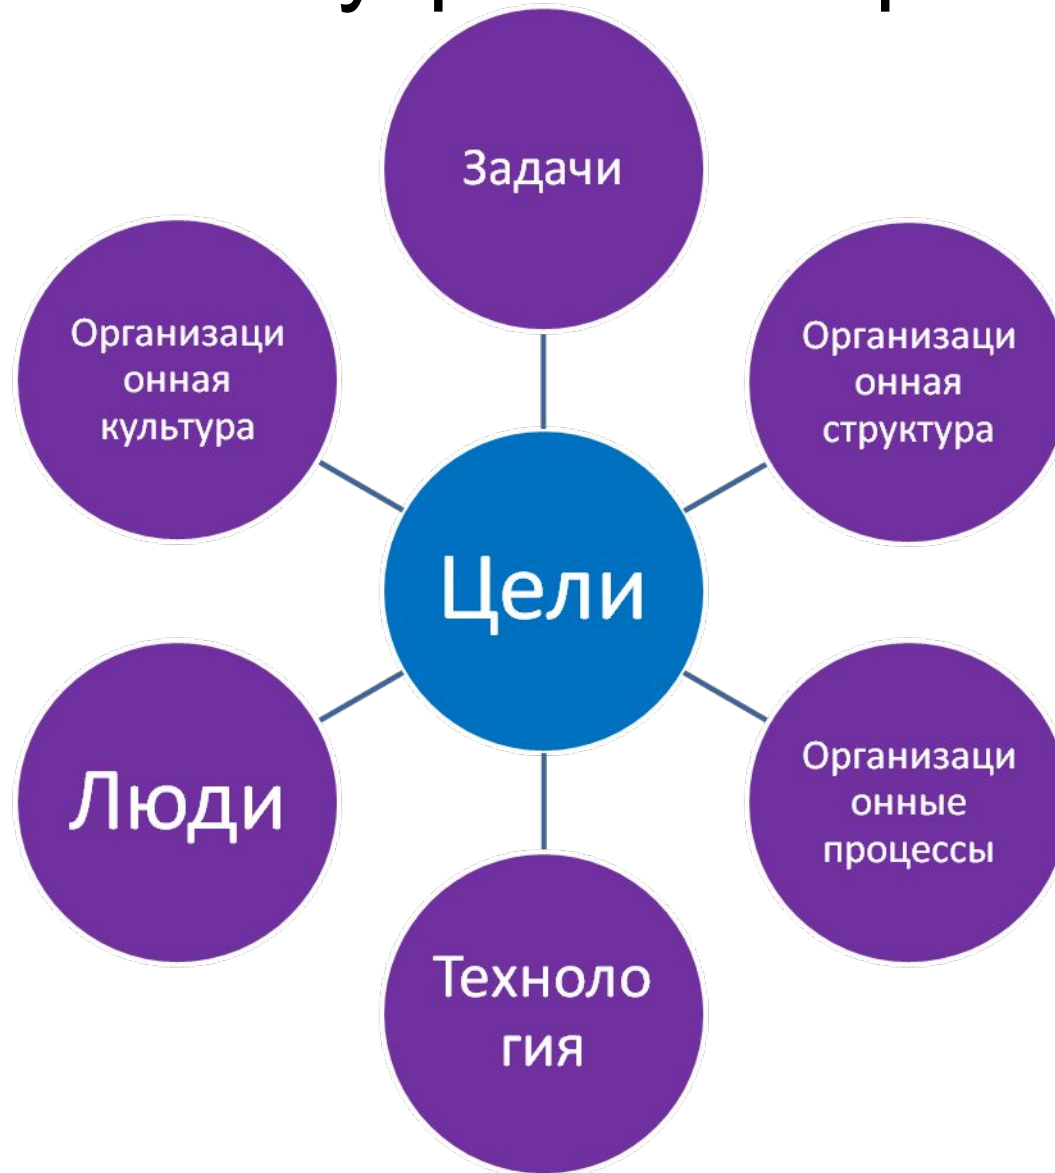 Задачи
Организаци
онная
культура
Организаци
онная
структура
Цели
Люди
Организаци
онные
процессы
Техноло
гия